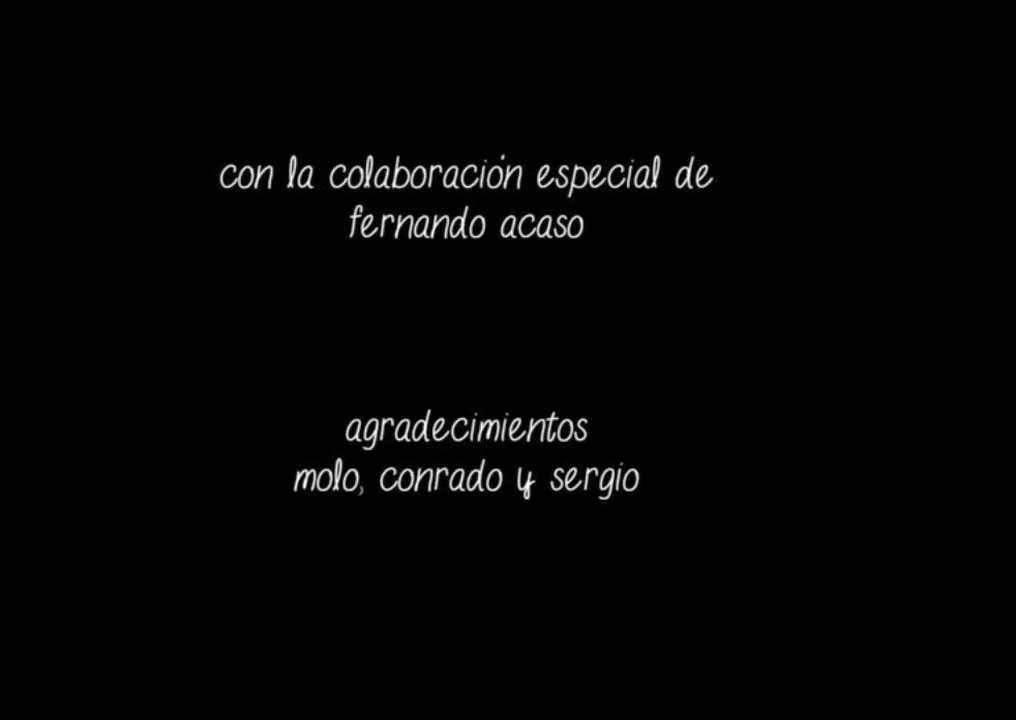 con la colaboración especial de
fernando acaso
agradecimientos
molo, conrado y sergio